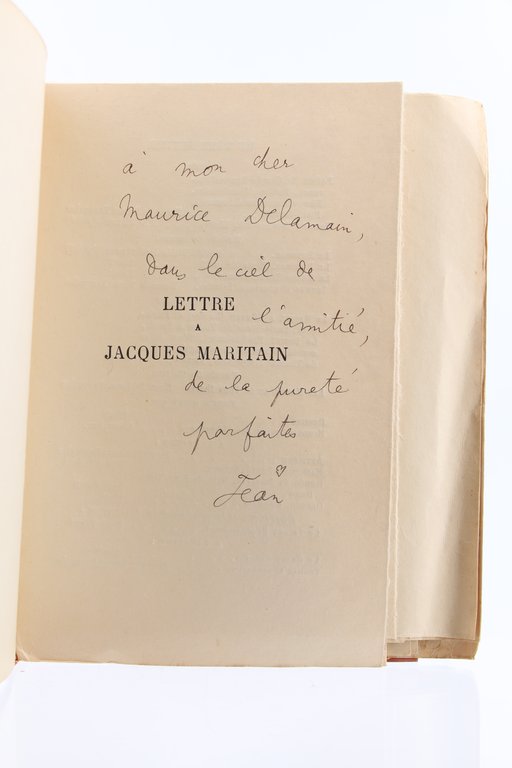 à mon cher
Maurice Delamain,
dans le ciel de
LETTRE
l'amitié,
A
JACQUES MARITAIN
de la pureté
parfaites
Jean